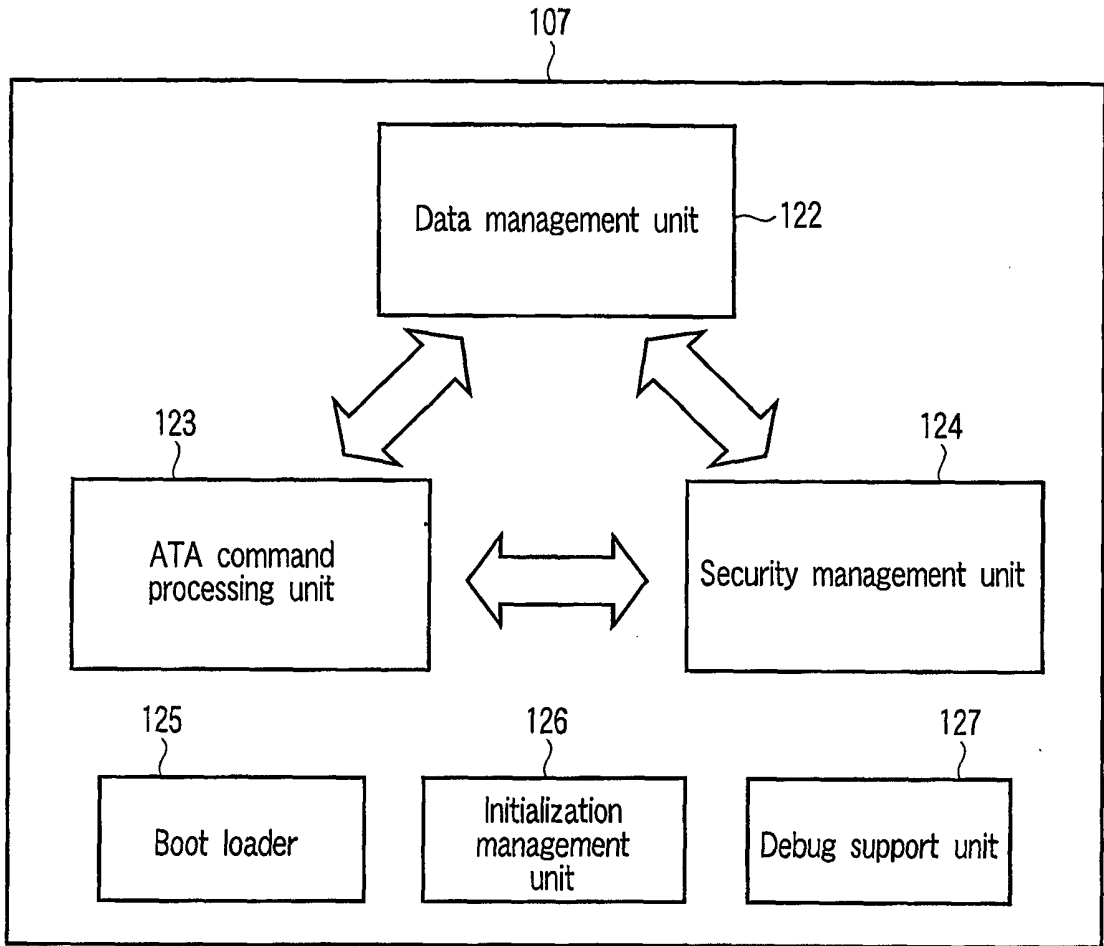 107
Data management unit
122
123
124
ATA command
processing unit
Security management unit
125
126
127
Boot loader
Initialization
management
unit
Debug support unit